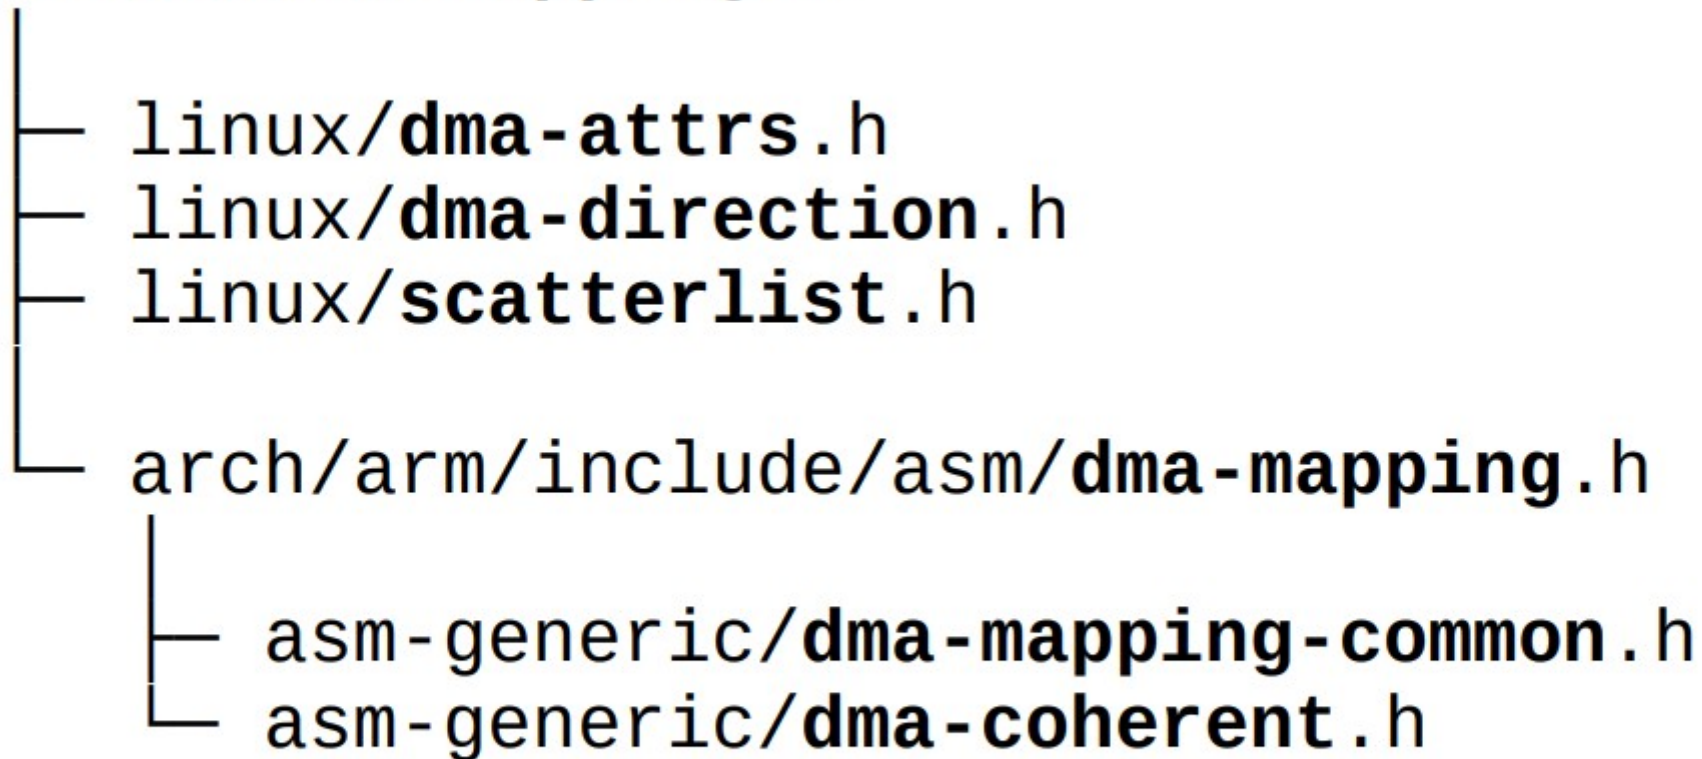 linux/dma-attrs.h
linux/dma-direction.h
linux/scatterlist.h
arch/arm/include/asm/dma-mapping.h
asm-generic/dma-mapping-common.h
asm-generic/dma-coherent.h